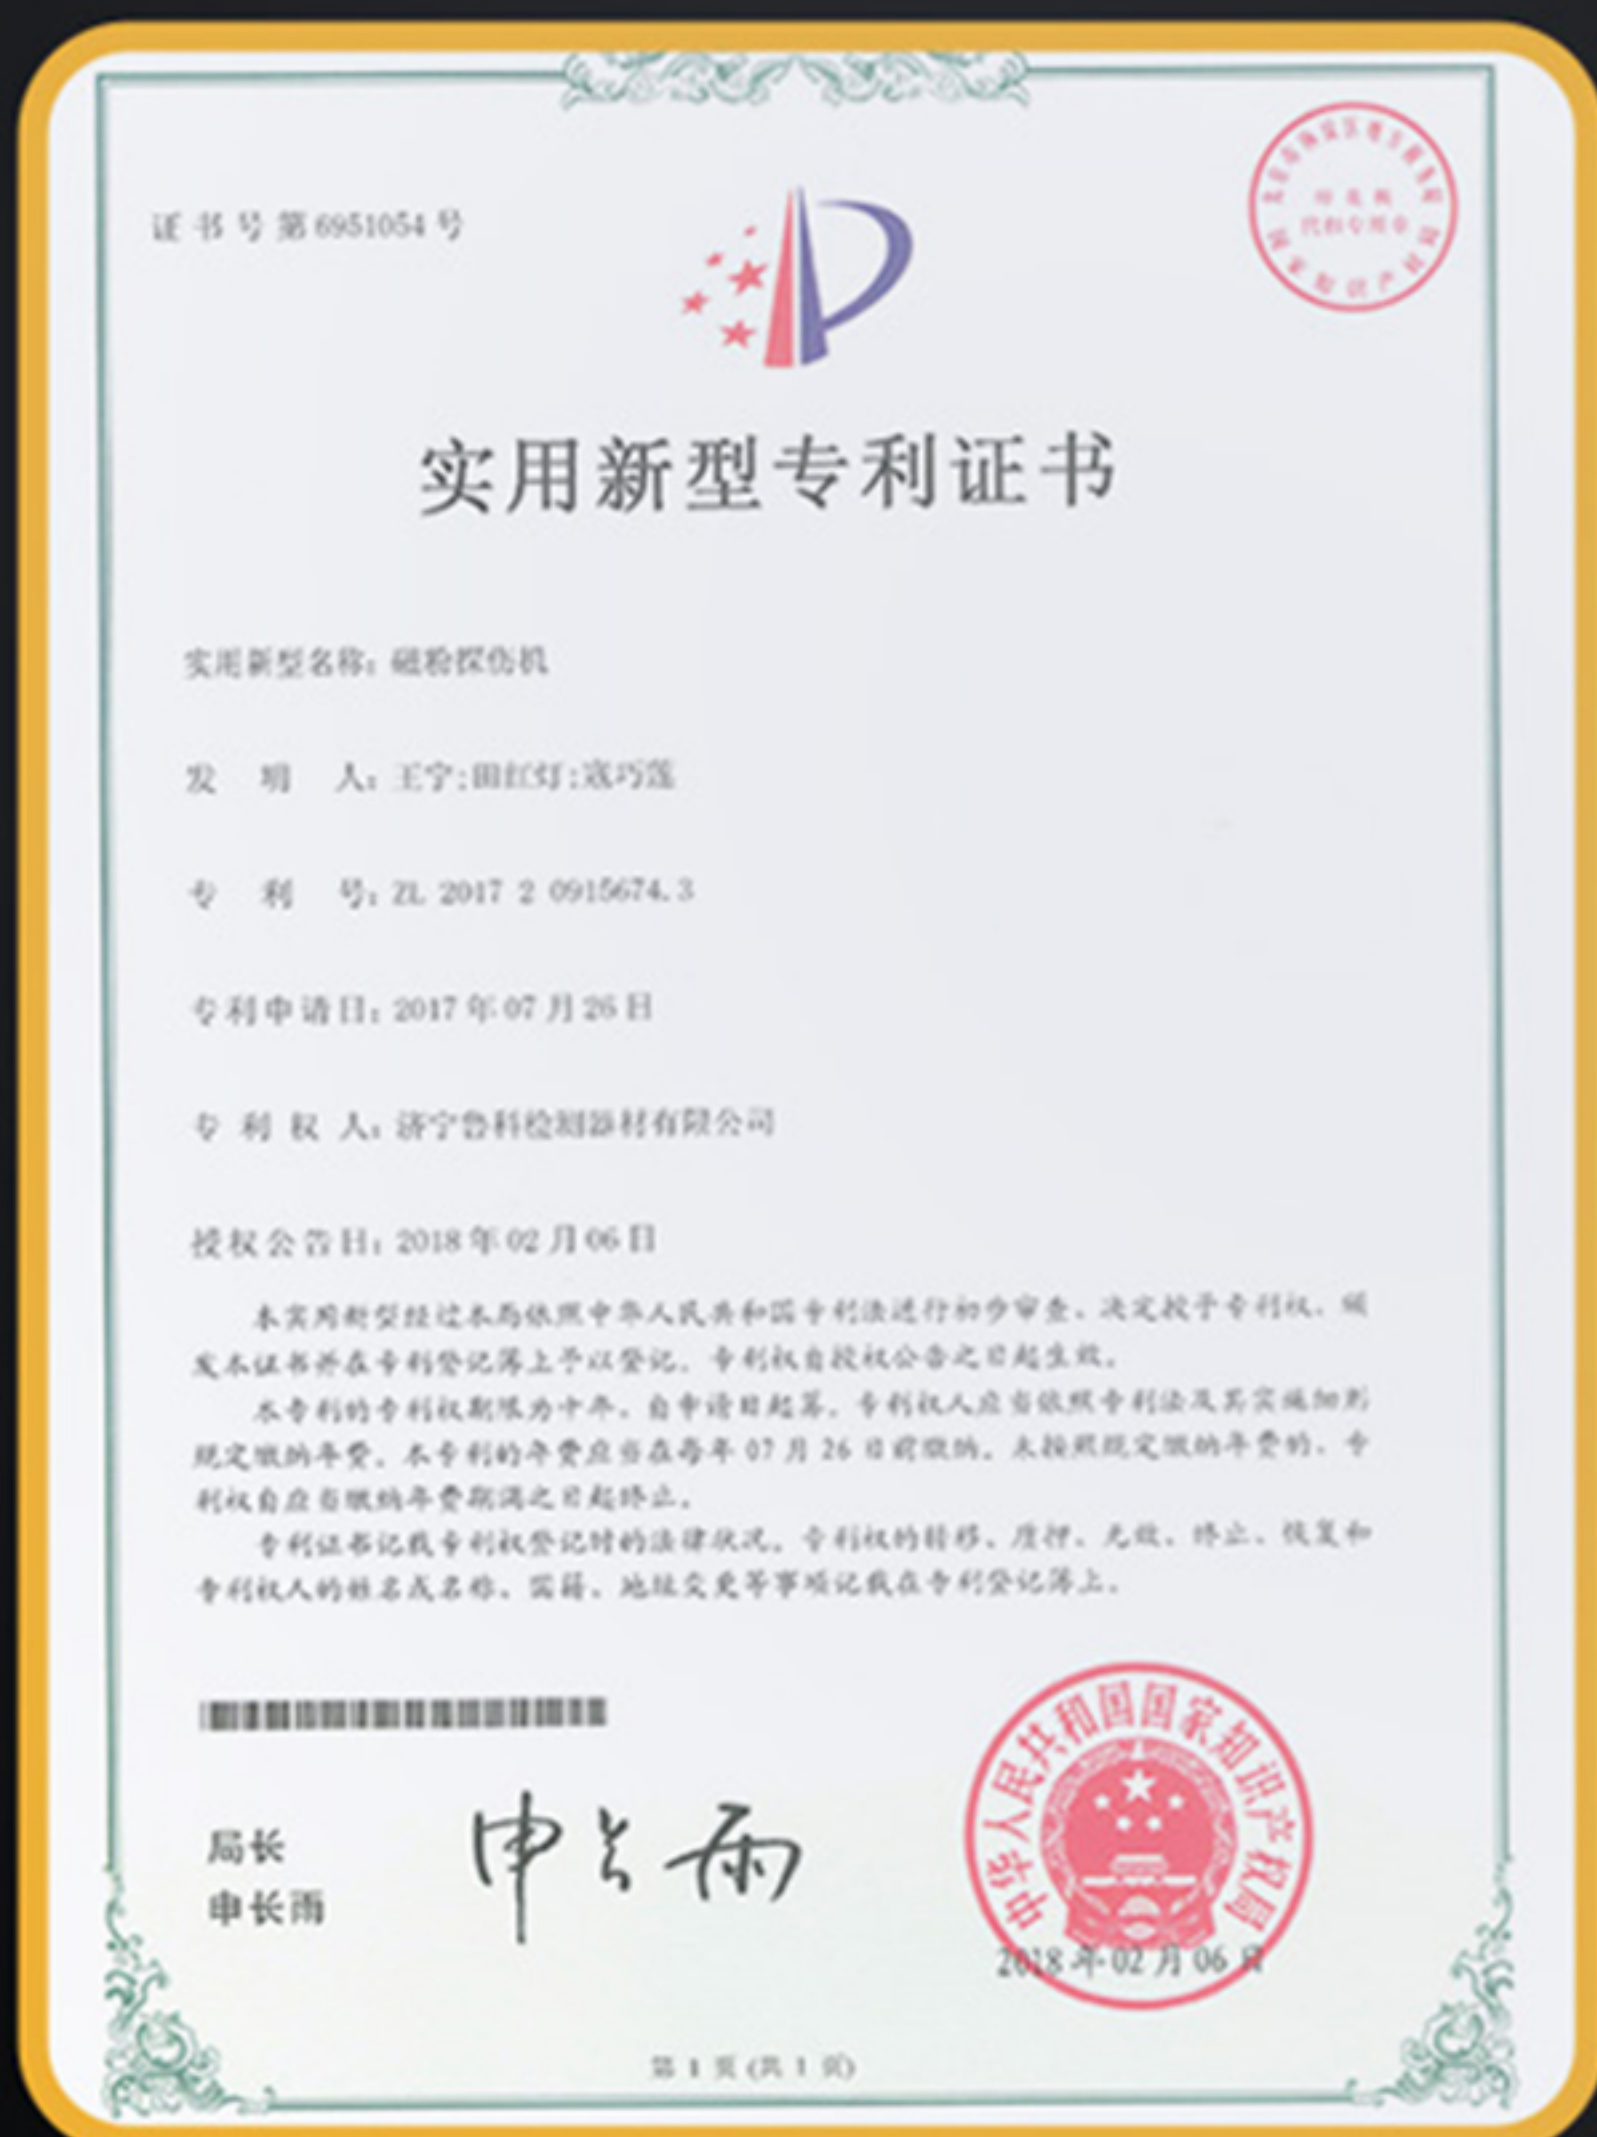 证书号第6951054号
实用新型专利证书
实用新型名称：磁粉探伤机
发明人：王宁;田红灯;寇巧莲
专利号：ZL 2017 2 0915674.3
专利申请日：2017年07月26日
专利权人：济宁鲁科检测器材有限公司
授权公告日：2018年02月06日
本实用新型经过本局依照中华人民共和国专利法进行初步审查，决定授予专利权，颁
发本证书并在专利登记簿上予以登记。专利权自授权公告之日起生效。
本专利的专利权期限为十年，自申请日起算。专利权人应当依照专利法及其实施细则
规定缴纳年费。本专利的年费应当在每年07月26日前缴纳。未按照规定缴纳年费的，专
利权自应当缴纳年费期满之日起终止。
专利证书记载专利权登记时的法律状况。专利权的转移、质押、无效、终止、恢复和
专利权人的姓名或名称、国籍、地址变更等事项记载在专利登记簿上。
局长
申长雨
申长雨
中华人民共和国国家知识产权局
2018年02月06日
第 1 页 (共 1 页)